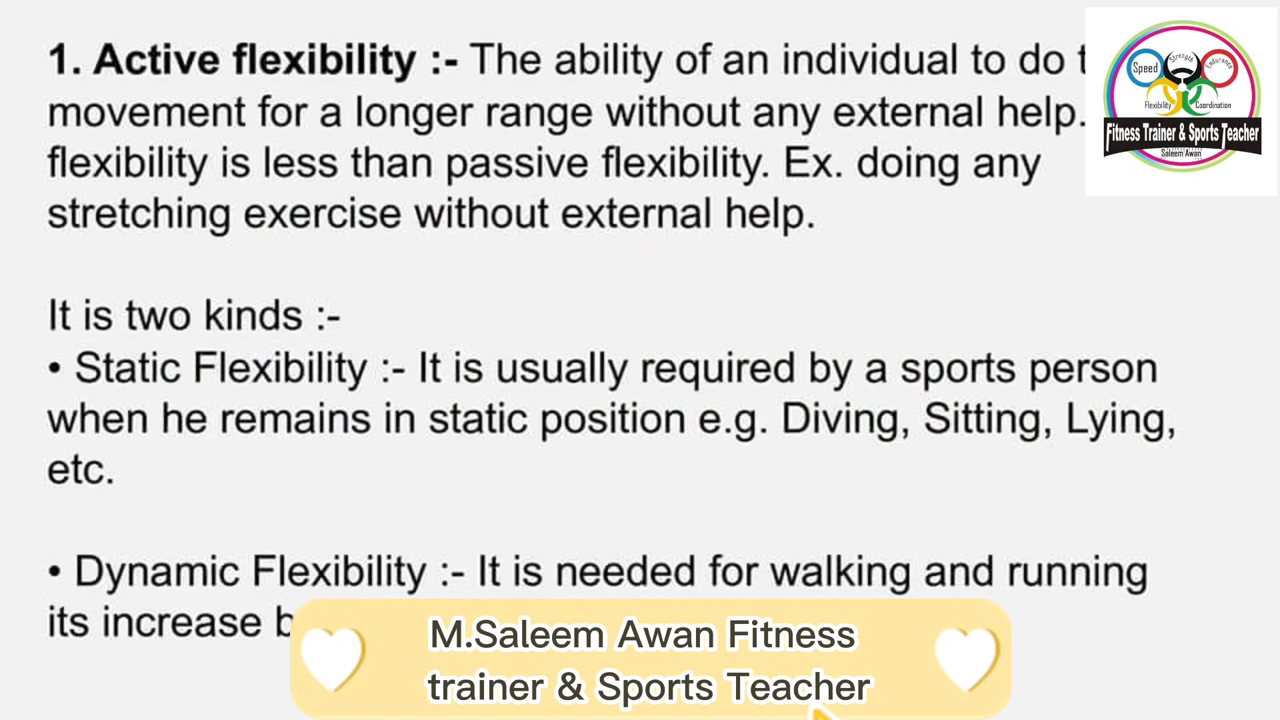 1. Active flexibility :- The ability of an individual to do
movement for a longer range without any external help.
flexibility is less than passive flexibility. Ex. doing any
stretching exercise without external help.
It is two kinds :-
• Static Flexibility :- It is usually required by a sports person
when he remains in static position e.g. Diving, Sitting, Lying,
etc.
• Dynamic Flexibility :- It is needed for walking and running
its increase
Speed
Strength
Endurance
Flexibility
Coordination
Fitness Trainer & Sports Teacher
Saleem Awan
M.Saleem Awan Fitness
trainer & Sports Teacher